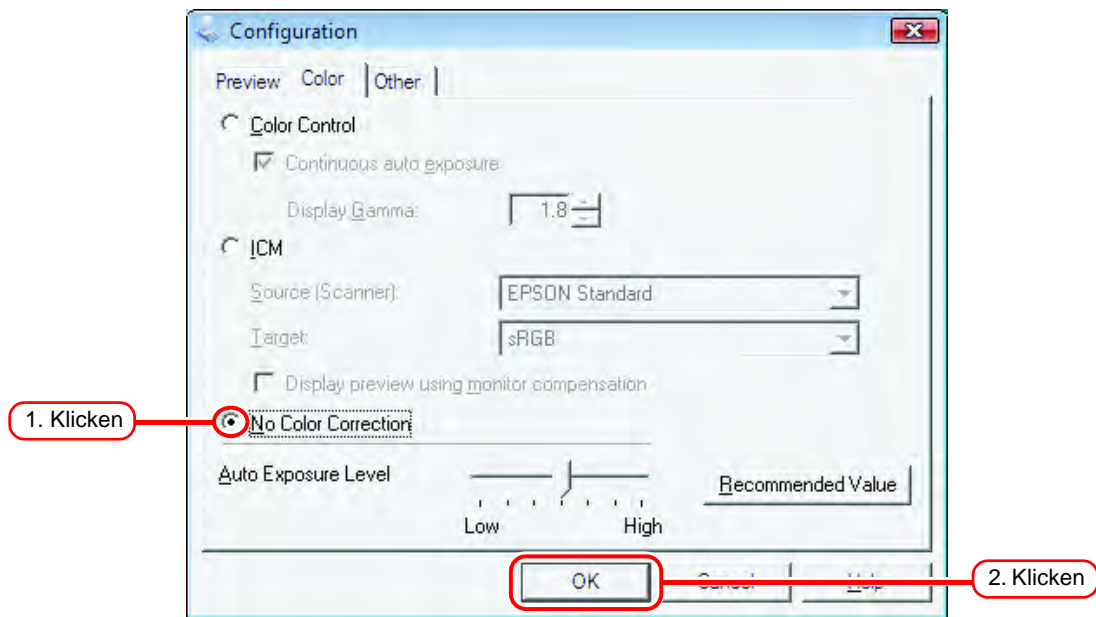 Configuration
Preview Color Other
Color Control
Continuous auto exposure
Display Gamma: 1.8
ICM
Source (Scanner): EPSON Standard
Target: sRGB
Display preview using monitor compensation
1. Klicken
No Color Correction
Auto Exposure Level
Recommended Value
Low High
OK Cancel Help
2. Klicken